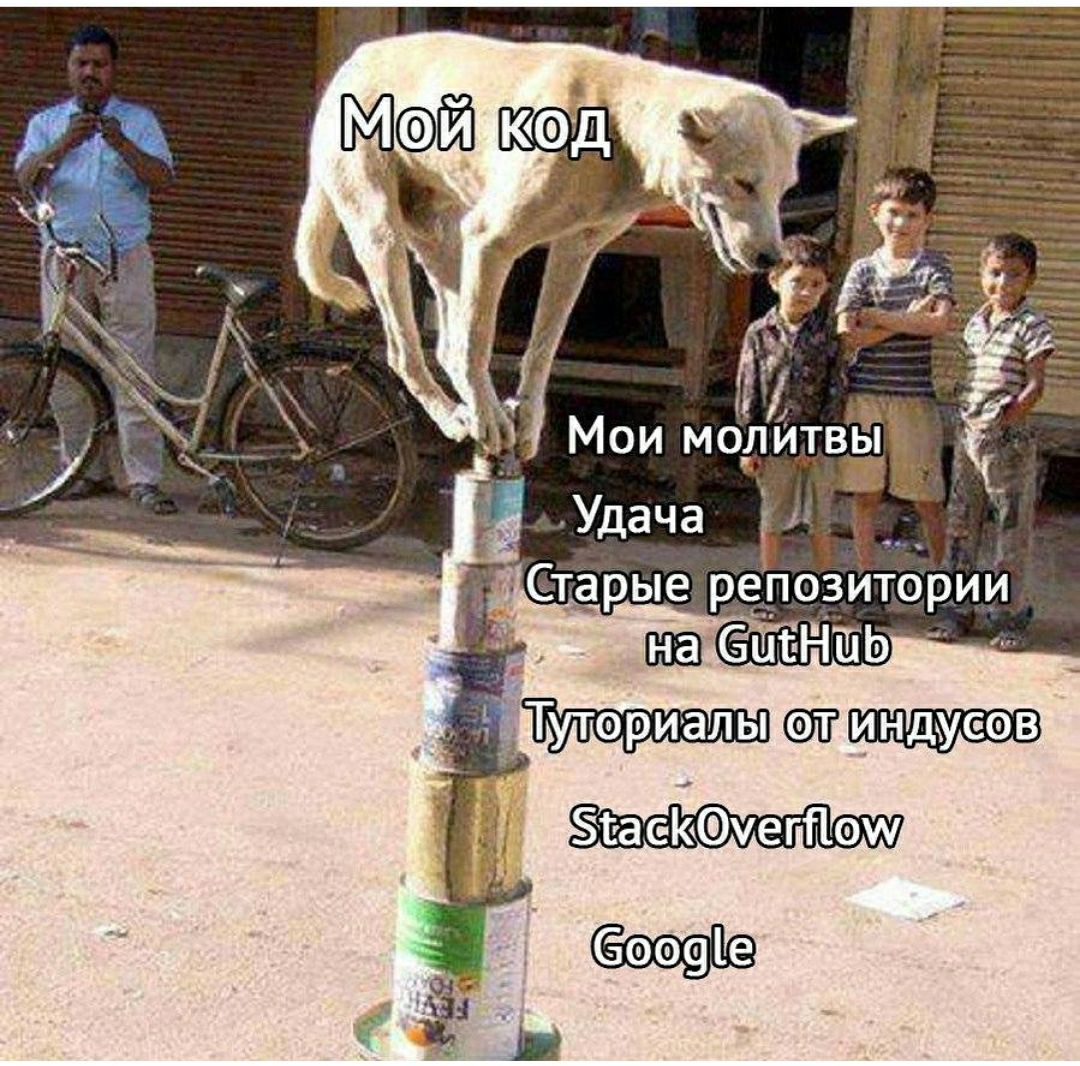 Мой код
Мои молитвы
Удача
Старые репозитории
на GutHub
Туториалы от индусов
StackOverflow
Google